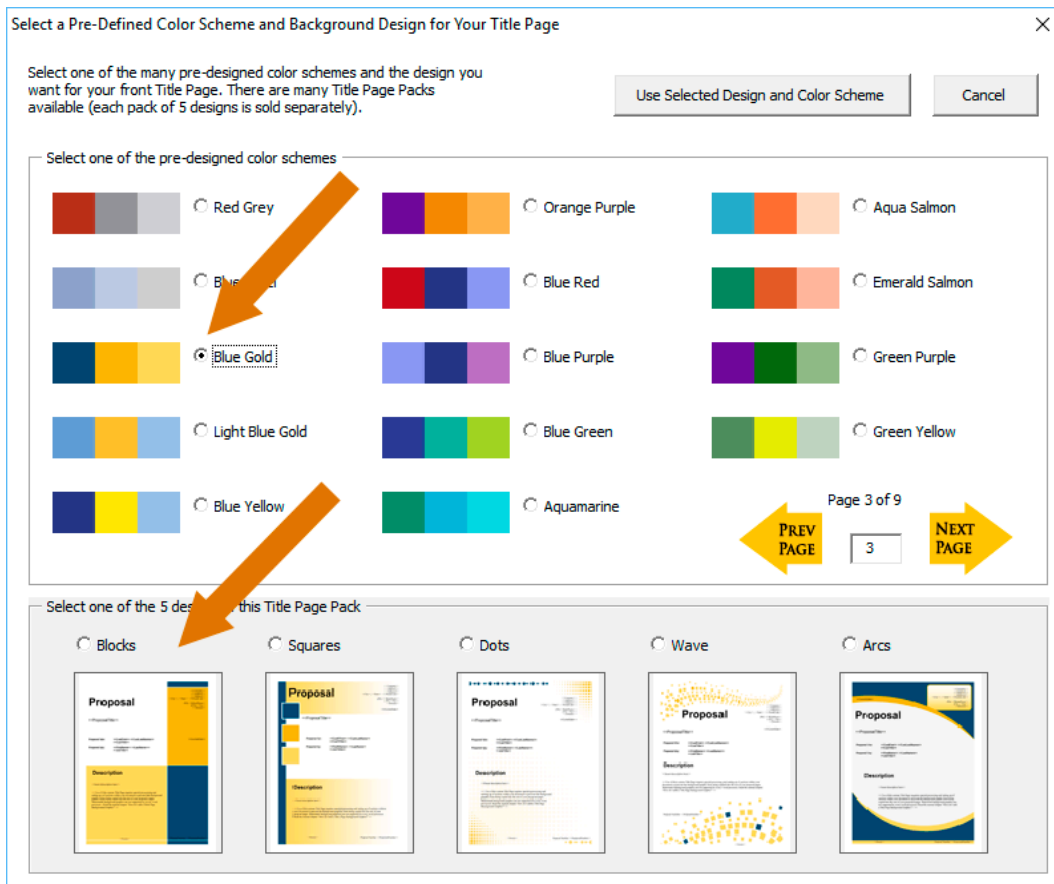 Select a Pre-Defined Color Scheme and Background Design for Your Title Page
Select one of the many pre-designed color schemes and the design you
want for your front Title Page. There are many Title Page Packs
available (each pack of 5 designs is sold separately).
Use Selected Design and Color Scheme
Cancel
Select one of the pre-designed color schemes
Red Grey
Orange Purple
Aqua Salmon
Blue Red
Emerald Salmon
Blue Gold
Blue Purple
Green Purple
Light Blue Gold
Blue Green
Green Yellow
Blue Yellow
Aquamarine
Page 3 of 9
PREV
PAGE
3
NEXT
PAGE
Select one of the 5 this Title Page Pack
Blocks
Squares
Dots
Wave
Arcs
Proposal
Description
Proposal
Description
Proposal
Description
Proposal
Description
Proposal
Description